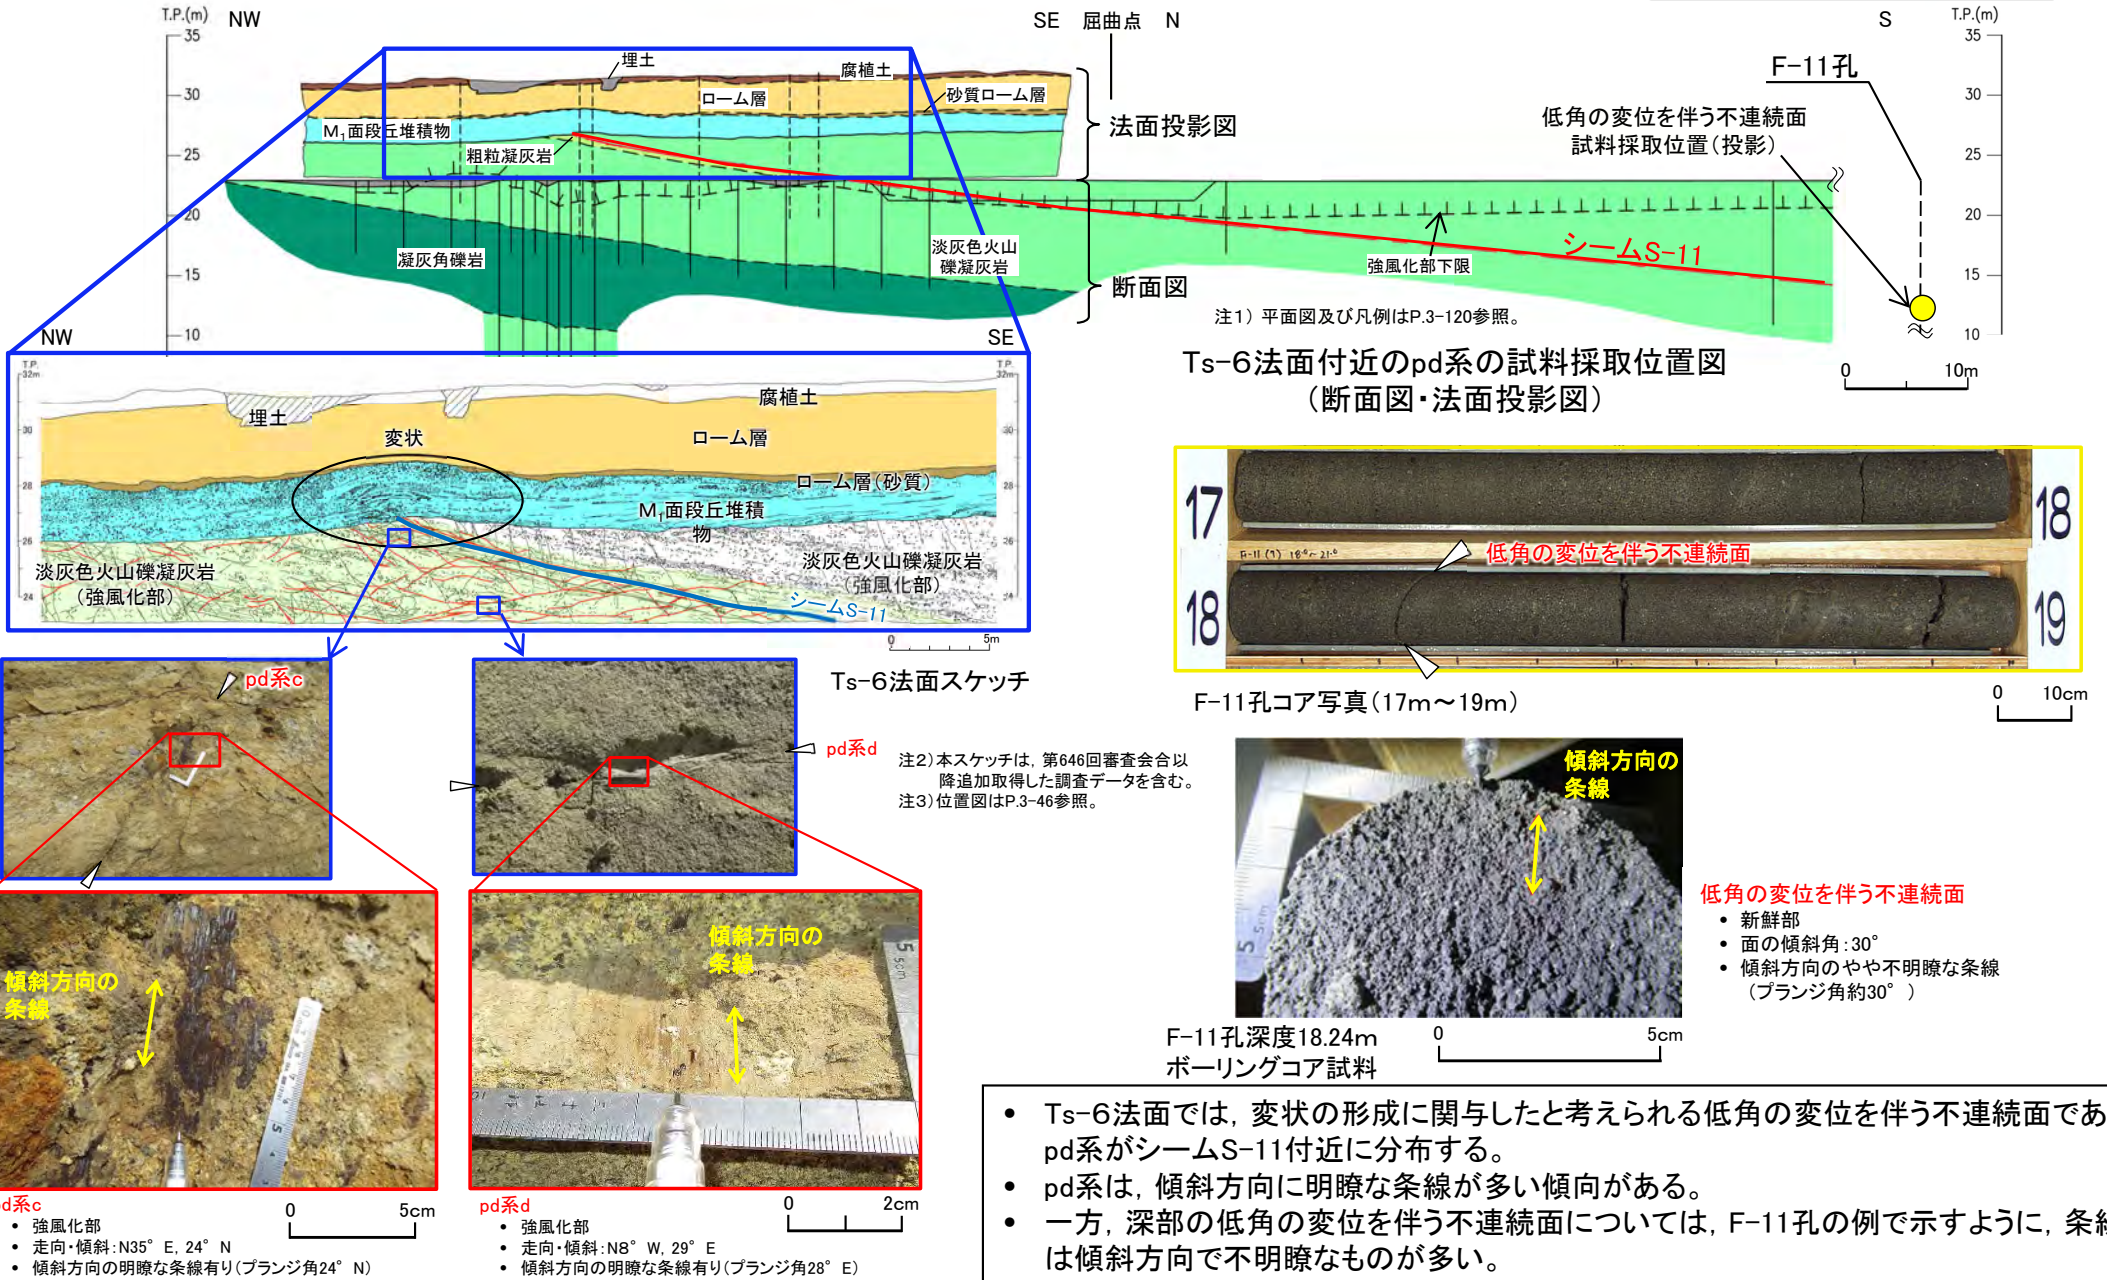 T.P.(m) NW SE 屈曲点 N S T.P.(m)
35
30
25
20
15
10
35
30
25
20
15
10
埋土
腐植土
ローム層
砂質ローム層
M₁面段丘堆積物
粗粒凝灰岩
法面投影図
F-11孔
低角の変位を伴う不連続面
試料採取位置(投影)
凝灰角礫岩
淡灰色火山
礫凝灰岩
断面図
強風化部下限
シームS-11
注1) 平面図及び凡例はP.3-120参照。
Ts-6法面付近のpd系の試料採取位置図
(断面図・法面投影図)
0 10m
NW SE
T.P.
32m
30
28
26
24
T.P.
32m
30
28
26
24
埋土
変状
腐植土
ローム層
ローム層(砂質)
M₁面段丘堆積
物
淡灰色火山礫凝灰岩
(強風化部)
淡灰色火山礫凝灰岩
(強風化部)
シームS-11
0 5m
Ts-6法面スケッチ
17 18
F-11 (7) 18.0~21.0
低角の変位を伴う不連続面
18 19
F-11孔コア写真(17m~19m)
0 10cm
pd系c
pd系d
注2)本スケッチは，第646回審査会合以
降追加取得した調査データを含む。
注3)位置図はP.3-46参照。
傾斜方向の
条線
傾斜方向の
条線
傾斜方向の
条線
5cm
低角の変位を伴う不連続面
• 新鮮部
• 面の傾斜角:30°
• 傾斜方向のやや不明瞭な条線
(プランジ角約30° )
F-11孔深度18.24m
ボーリングコア試料
0 5cm
d系c
• 強風化部
• 走向・傾斜:N35° E, 24° N
• 傾斜方向の明瞭な条線有り(プランジ角24° N)
0 5cm
pd系d
• 強風化部
• 走向・傾斜:N8° W, 29° E
• 傾斜方向の明瞭な条線有り(プランジ角28° E)
0 2cm
• Ts-6法面では，変状の形成に関与したと考えられる低角の変位を伴う不連続面であ
pd系がシームS-11付近に分布する。
• pd系は，傾斜方向に明瞭な条線が多い傾向がある。
• 一方，深部の低角の変位を伴う不連続面については，F-11孔の例で示すように，条線
は傾斜方向で不明瞭なものが多い。